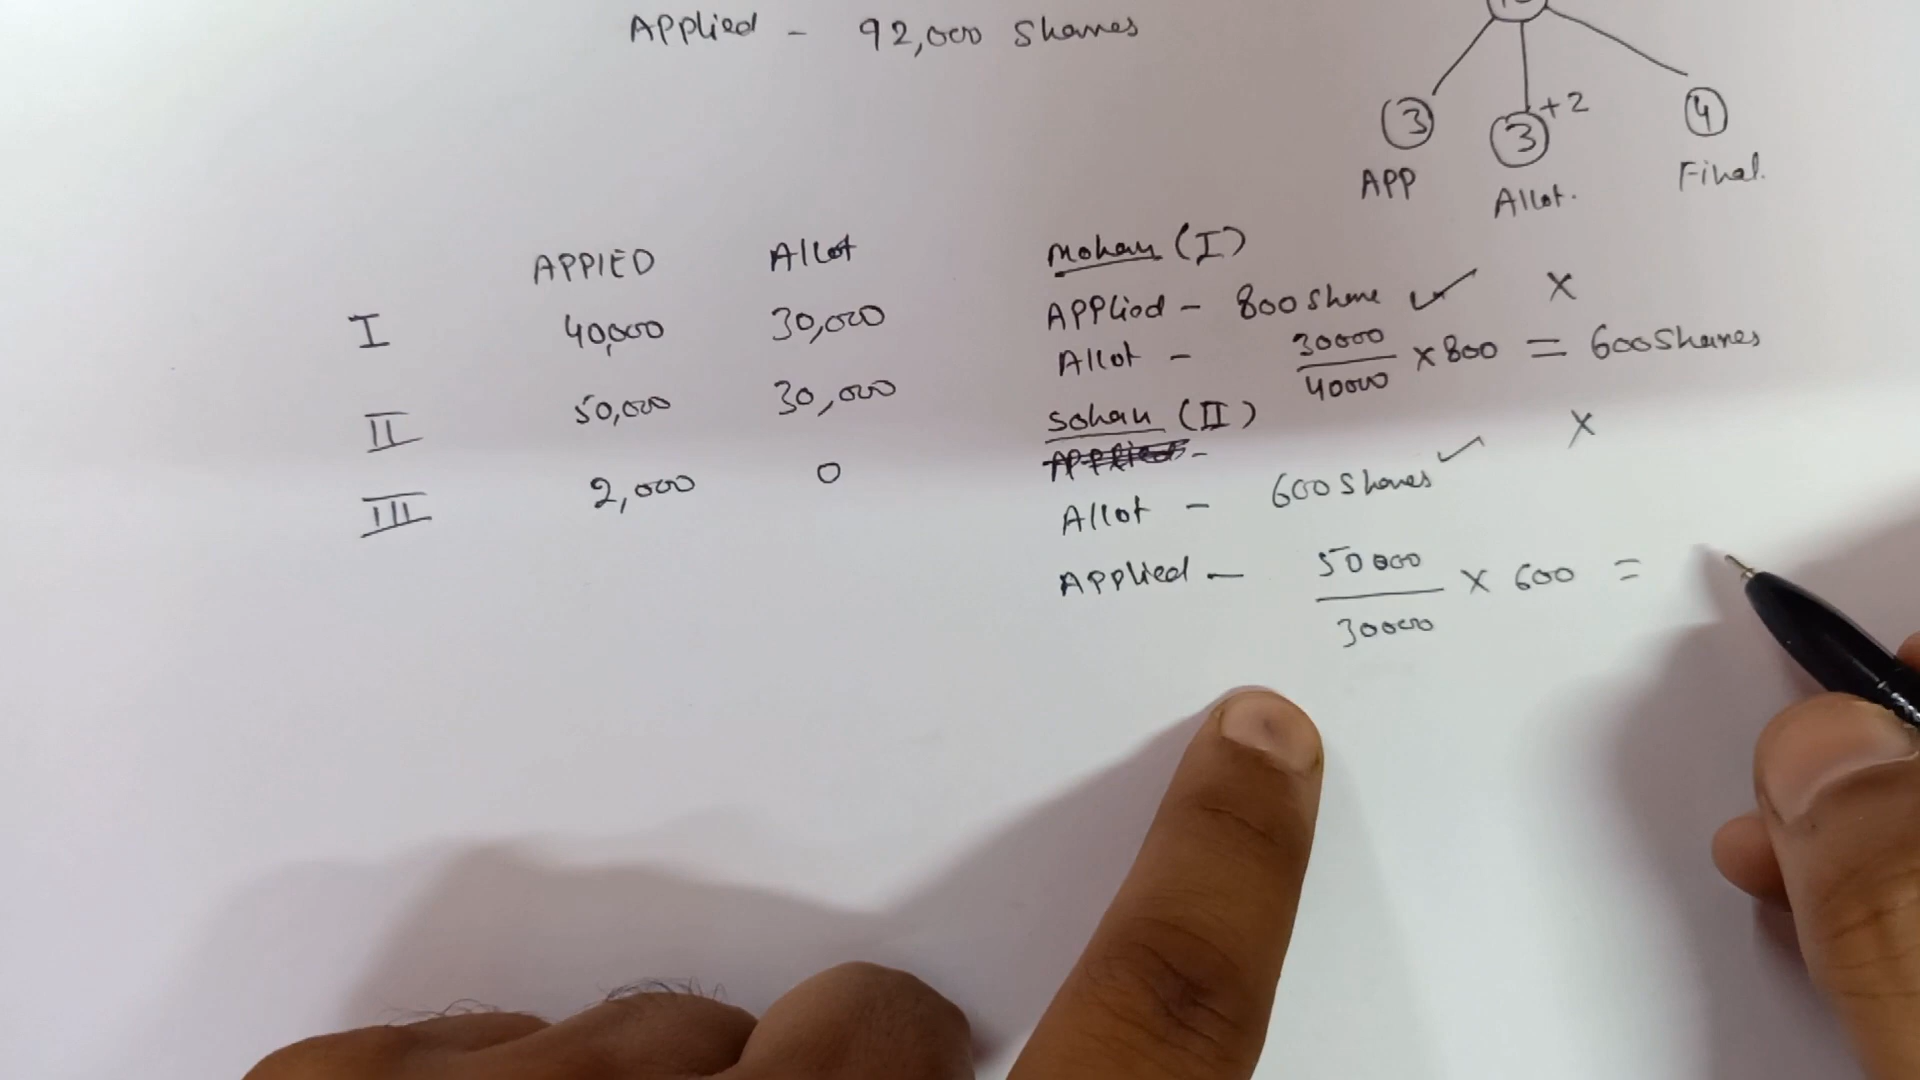 Applied - 92,000 Shares
3 3 +2 4
APP Allot. Final.
APPIED Allot
I 40,000 30,000
II 50,000 30,000
III 2,000 0
Mohan (I)
Applied - 800 Share ✓ X
Allot - 30000/40000 × 800 = 600 Shares
Sohan (II)
Allot - 600 Shares ✓ X
Applied - 50000/30000 × 600 =